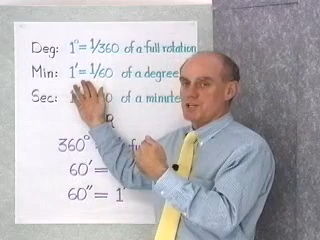 Deg: 1°= 1/360 of a full rotation
Min: 1'= 1/60 of a degree
Sec: of a minute
R
360°
60' =
60" = 1'